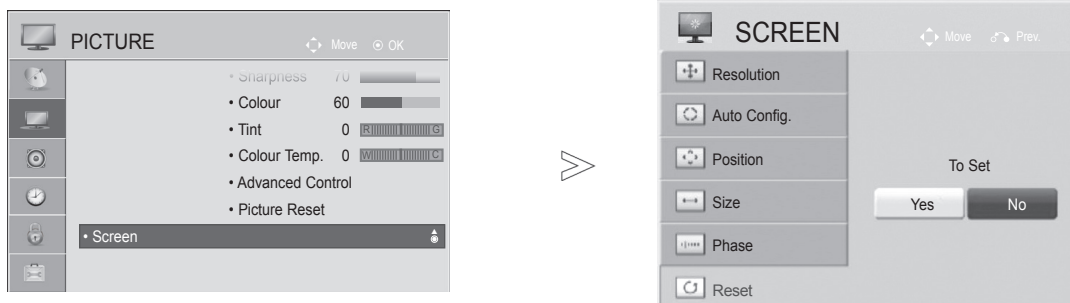 PICTURE
Move OK
• Sharpness 70
• Colour 60
• Tint 0 R G
• Colour Temp. 0 W C
• Advanced Control
• Picture Reset
• Screen
SCREEN
Move Prev.
Resolution
Auto Config.
Position
Size
Phase
Reset
To Set
Yes No